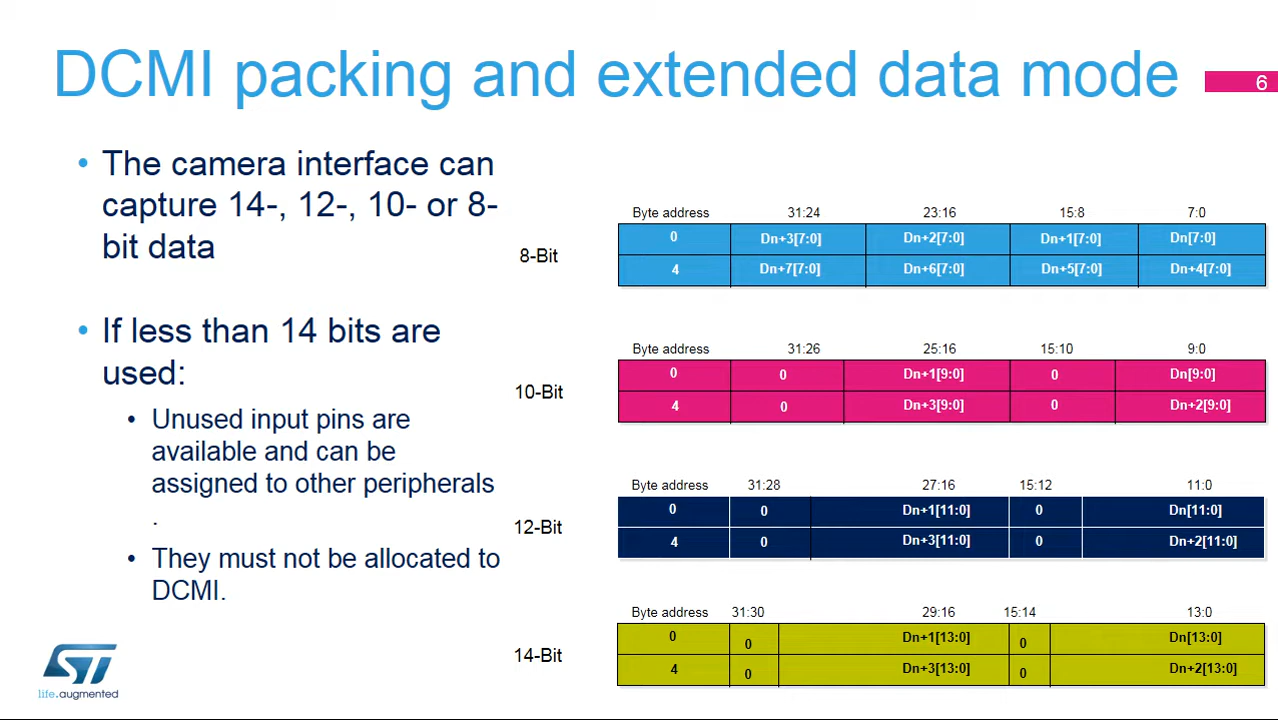 DCMI packing and extended data mode
6
• The camera interface can
capture 14-, 12-, 10- or 8-
bit data
• If less than 14 bits are
used:
• Unused input pins are
available and can be
assigned to other peripherals
.
• They must not be allocated to
DCMI.
8-Bit
Byte address 31:24 23:16 15:8 7:0
0 Dn+3[7:0] Dn+2[7:0] Dn+1[7:0] Dn[7:0]
4 Dn+7[7:0] Dn+6[7:0] Dn+5[7:0] Dn+4[7:0]
10-Bit
Byte address 31:26 25:16 15:10 9:0
0 0 Dn+1[9:0] 0 Dn[9:0]
4 0 Dn+3[9:0] 0 Dn+2[9:0]
12-Bit
Byte address 31:28 27:16 15:12 11:0
0 0 Dn+1[11:0] 0 Dn[11:0]
4 0 Dn+3[11:0] 0 Dn+2[11:0]
14-Bit
Byte address 31:30 29:16 15:14 13:0
0 0 Dn+1[13:0] 0 Dn[13:0]
4 0 Dn+3[13:0] 0 Dn+2[13:0]
ST
life.augmented